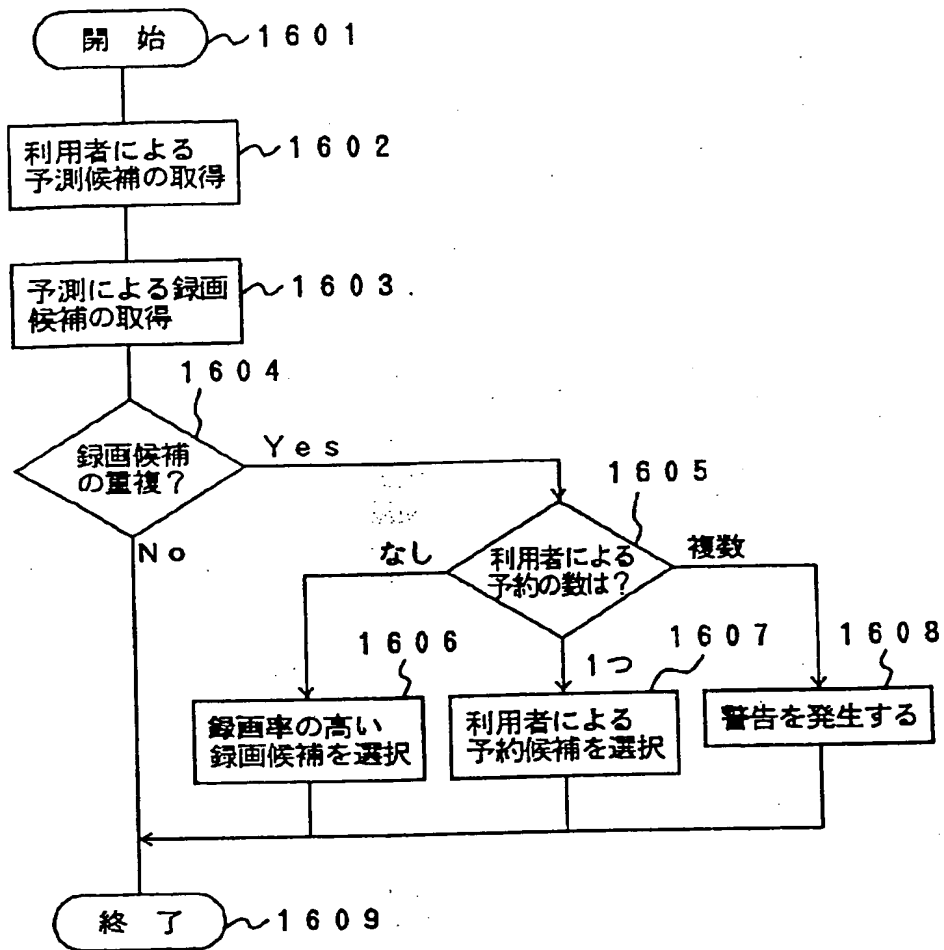 開 始
1601
利用者による
予測候補の取得
1602
予測による録画
候補の取得
1603
1604
録画候補
の重複?
Yes
No
1605
利用者による
予約の数は?
なし
複数
1つ
1606
録画率の高い
録画候補を選択
1607
利用者による
予約候補を選択
1608
警告を発生する
終 了
1609